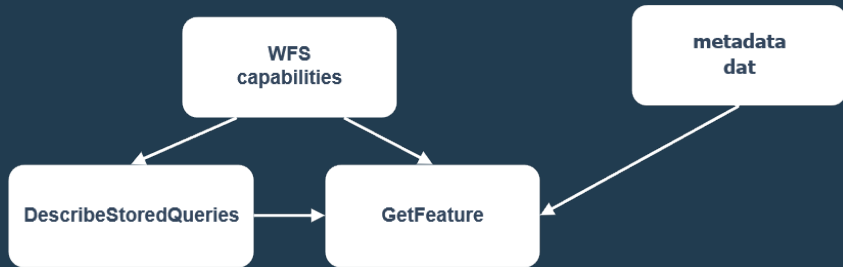 WFS
capabilities
metadata
dat
DescribeStoredQueries
GetFeature